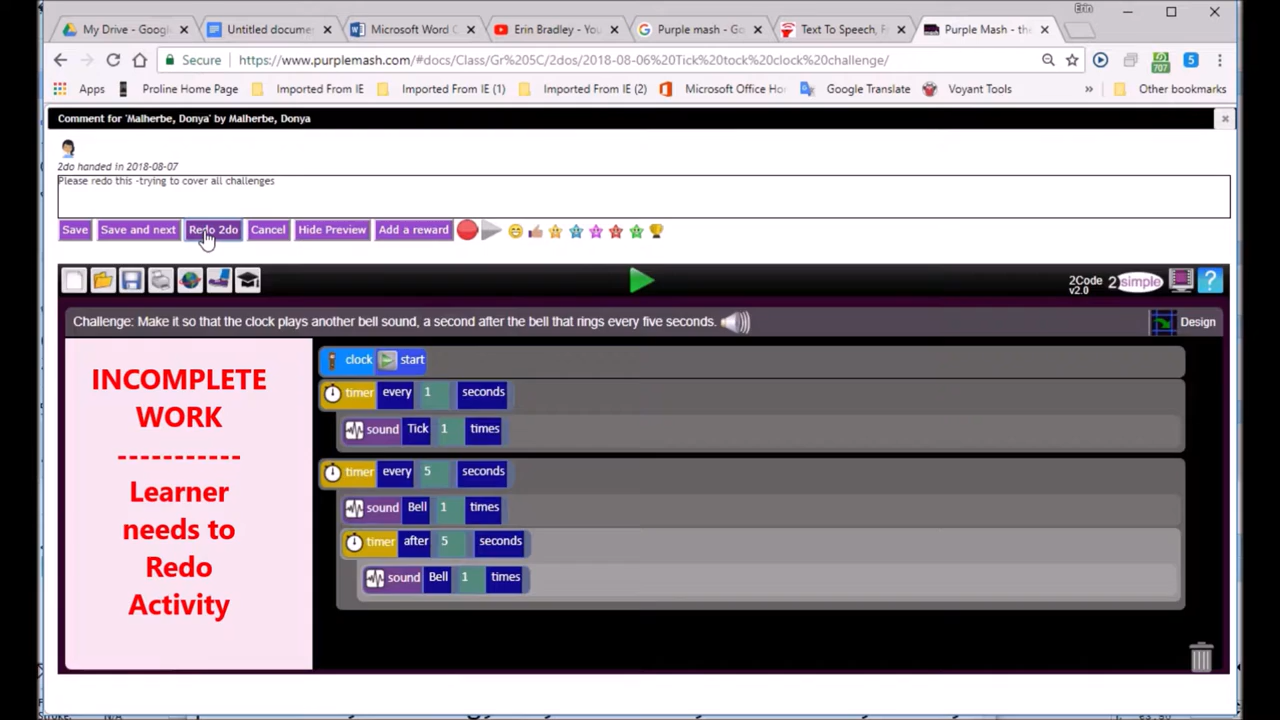 Erin
My Drive - Google
Untitled docume
Microsoft Word C
Erin Bradley - You
Purple mash - Go
Text To Speech, F
Purple Mash - the
Secure
https://www.purplemash.com/#docs/Class/Gr%205C/2dos/2018-08-06%20Tick%20tock%20clock%20challenge/
707
5
Apps
Proline Home Page
Imported From IE
Imported From IE (1)
Imported From IE (2)
Microsoft Office Ho
Google Translate
Voyant Tools
»
Other bookmarks
Comment for 'Malherbe, Donya' by Malherbe, Donya
2do handed in 2018-08-07
Please redo this -trying to cover all challenges
Save
Save and next
Redo 2do
Cancel
Hide Preview
Add a reward
2Code
v2.0
2simple
?
Challenge: Make it so that the clock plays another bell sound, a second after the bell that rings every five seconds.
Design
INCOMPLETE
WORK
-----------
Learner
needs to
Redo
Activity
clock start
timer every 1 seconds
sound Tick 1 times
timer every 5 seconds
sound Bell 1 times
timer after 5 seconds
sound Bell 1 times